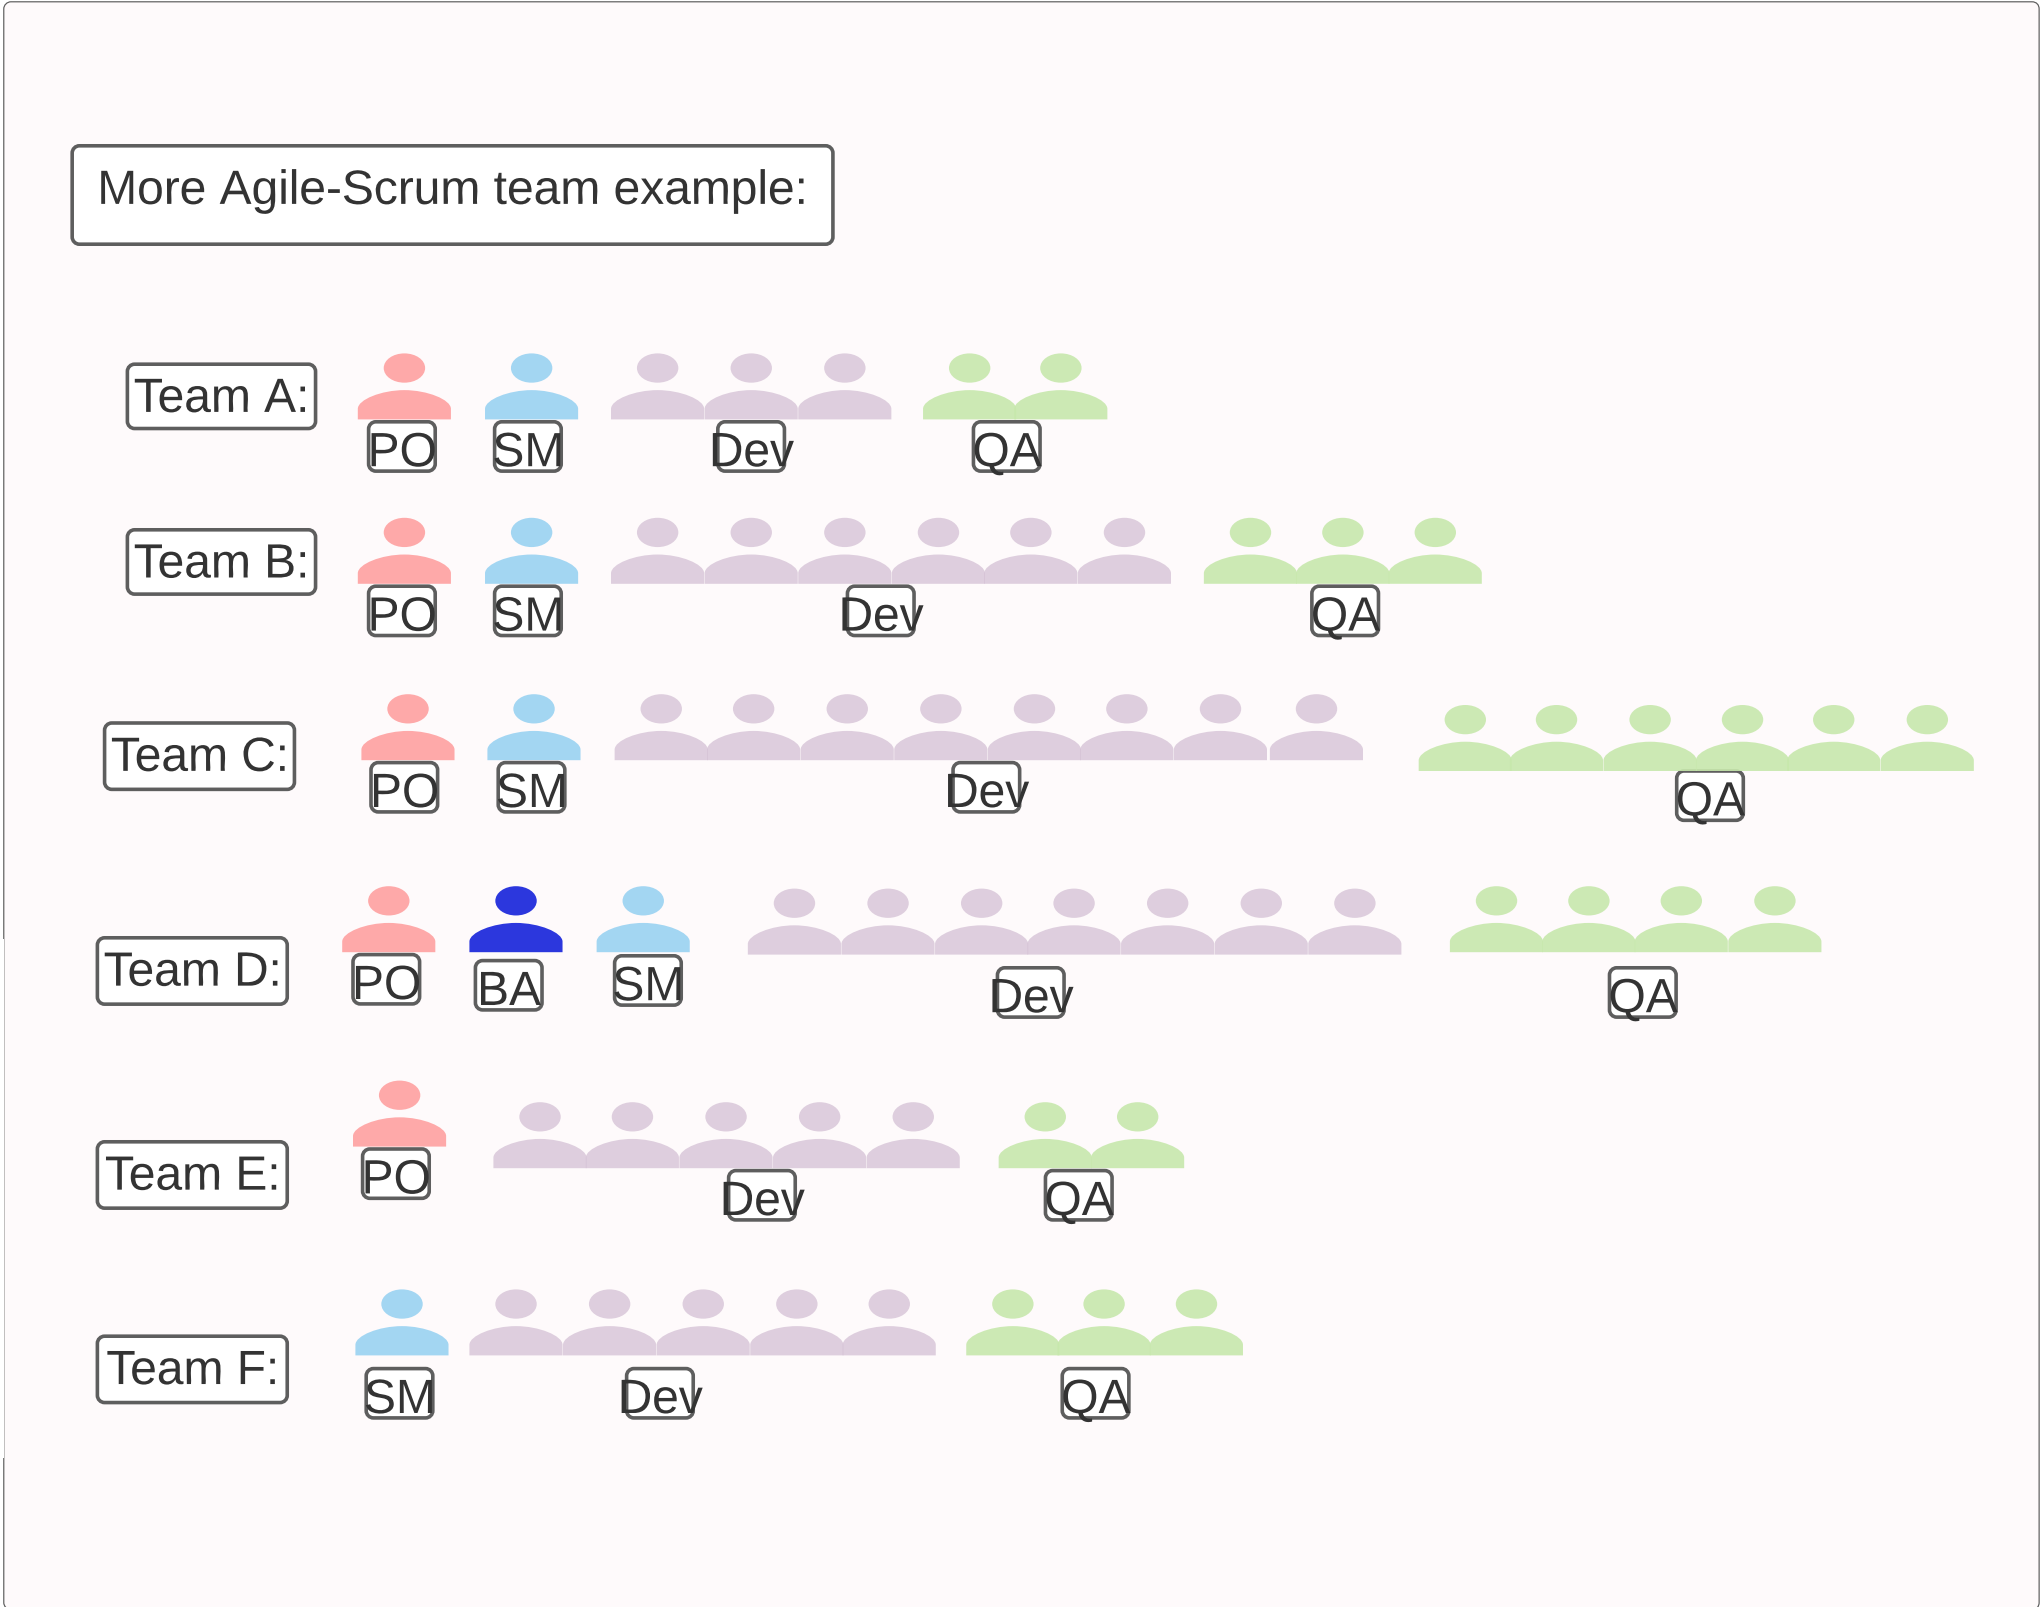 More Agile-Scrum team example:
Team A:
PO
SM
Dev
QA
Team B:
PO
SM
Dev
QA
Team C:
PO
SM
Dev
QA
Team D:
PO
BA
SM
Dev
QA
Team E:
PO
Dev
QA
Team F:
SM
Dev
QA